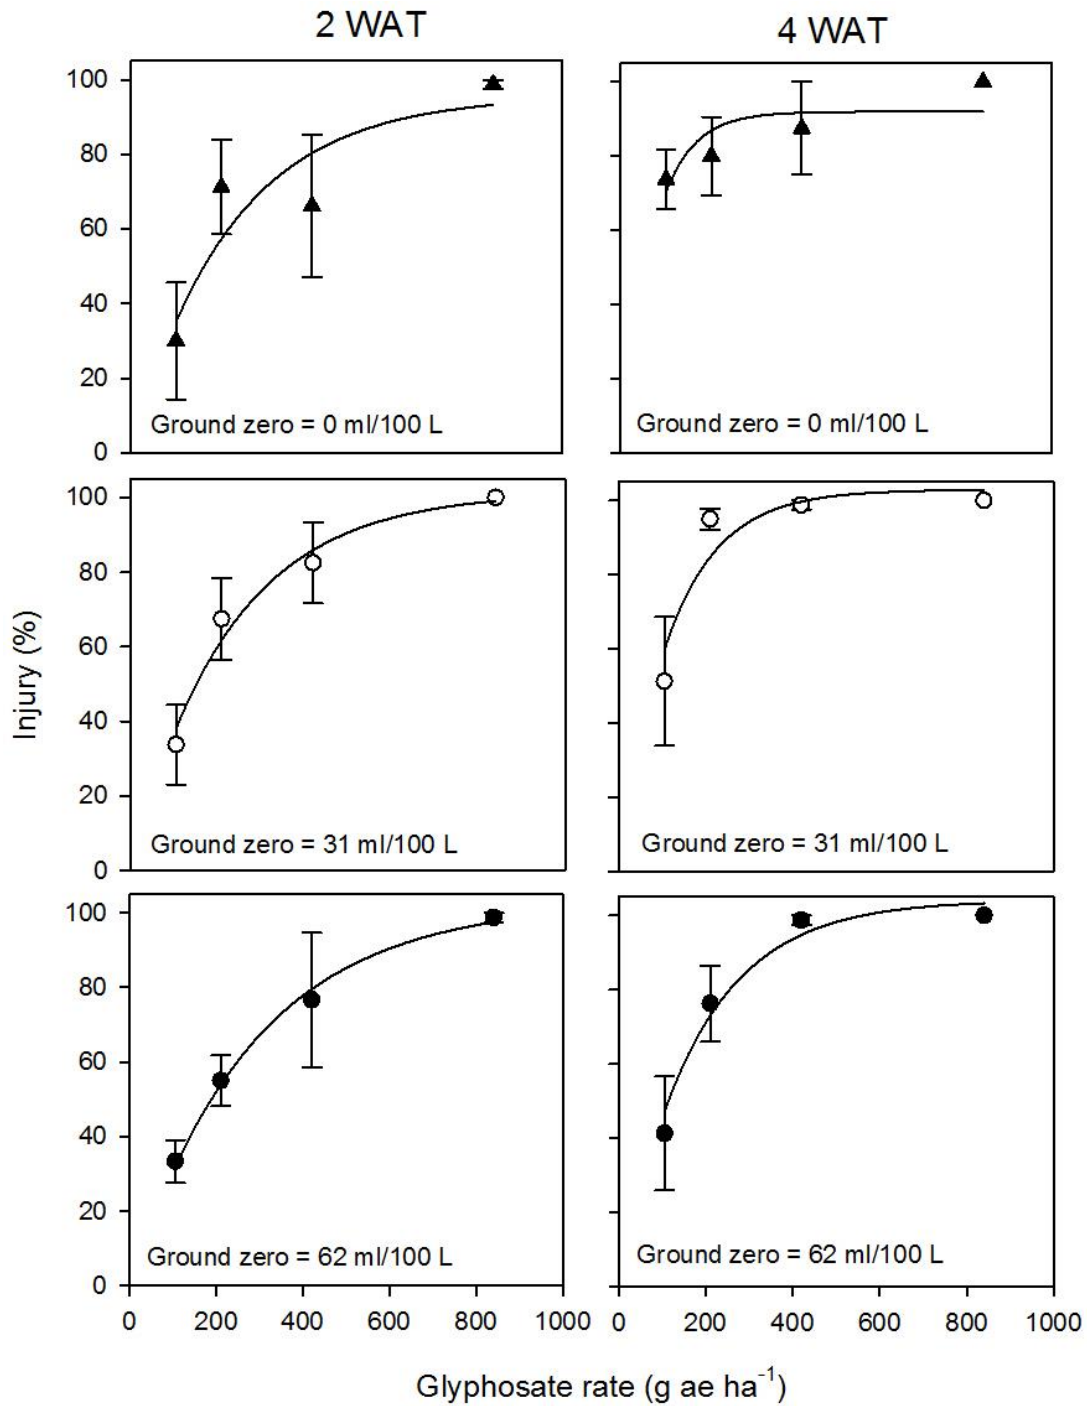 2 WAT
4 WAT
100
80
60
40
20
0
Ground zero = 0 ml/100 L
Ground zero = 0 ml/100 L
100
80
60
40
20
0
Ground zero = 31 ml/100 L
Ground zero = 31 ml/100 L
Injury (%)
100
80
60
40
20
0
Ground zero = 62 ml/100 L
Ground zero = 62 ml/100 L
0 200 400 600 800 1000
0 200 400 600 800 1000
Glyphosate rate (g ae ha⁻¹)